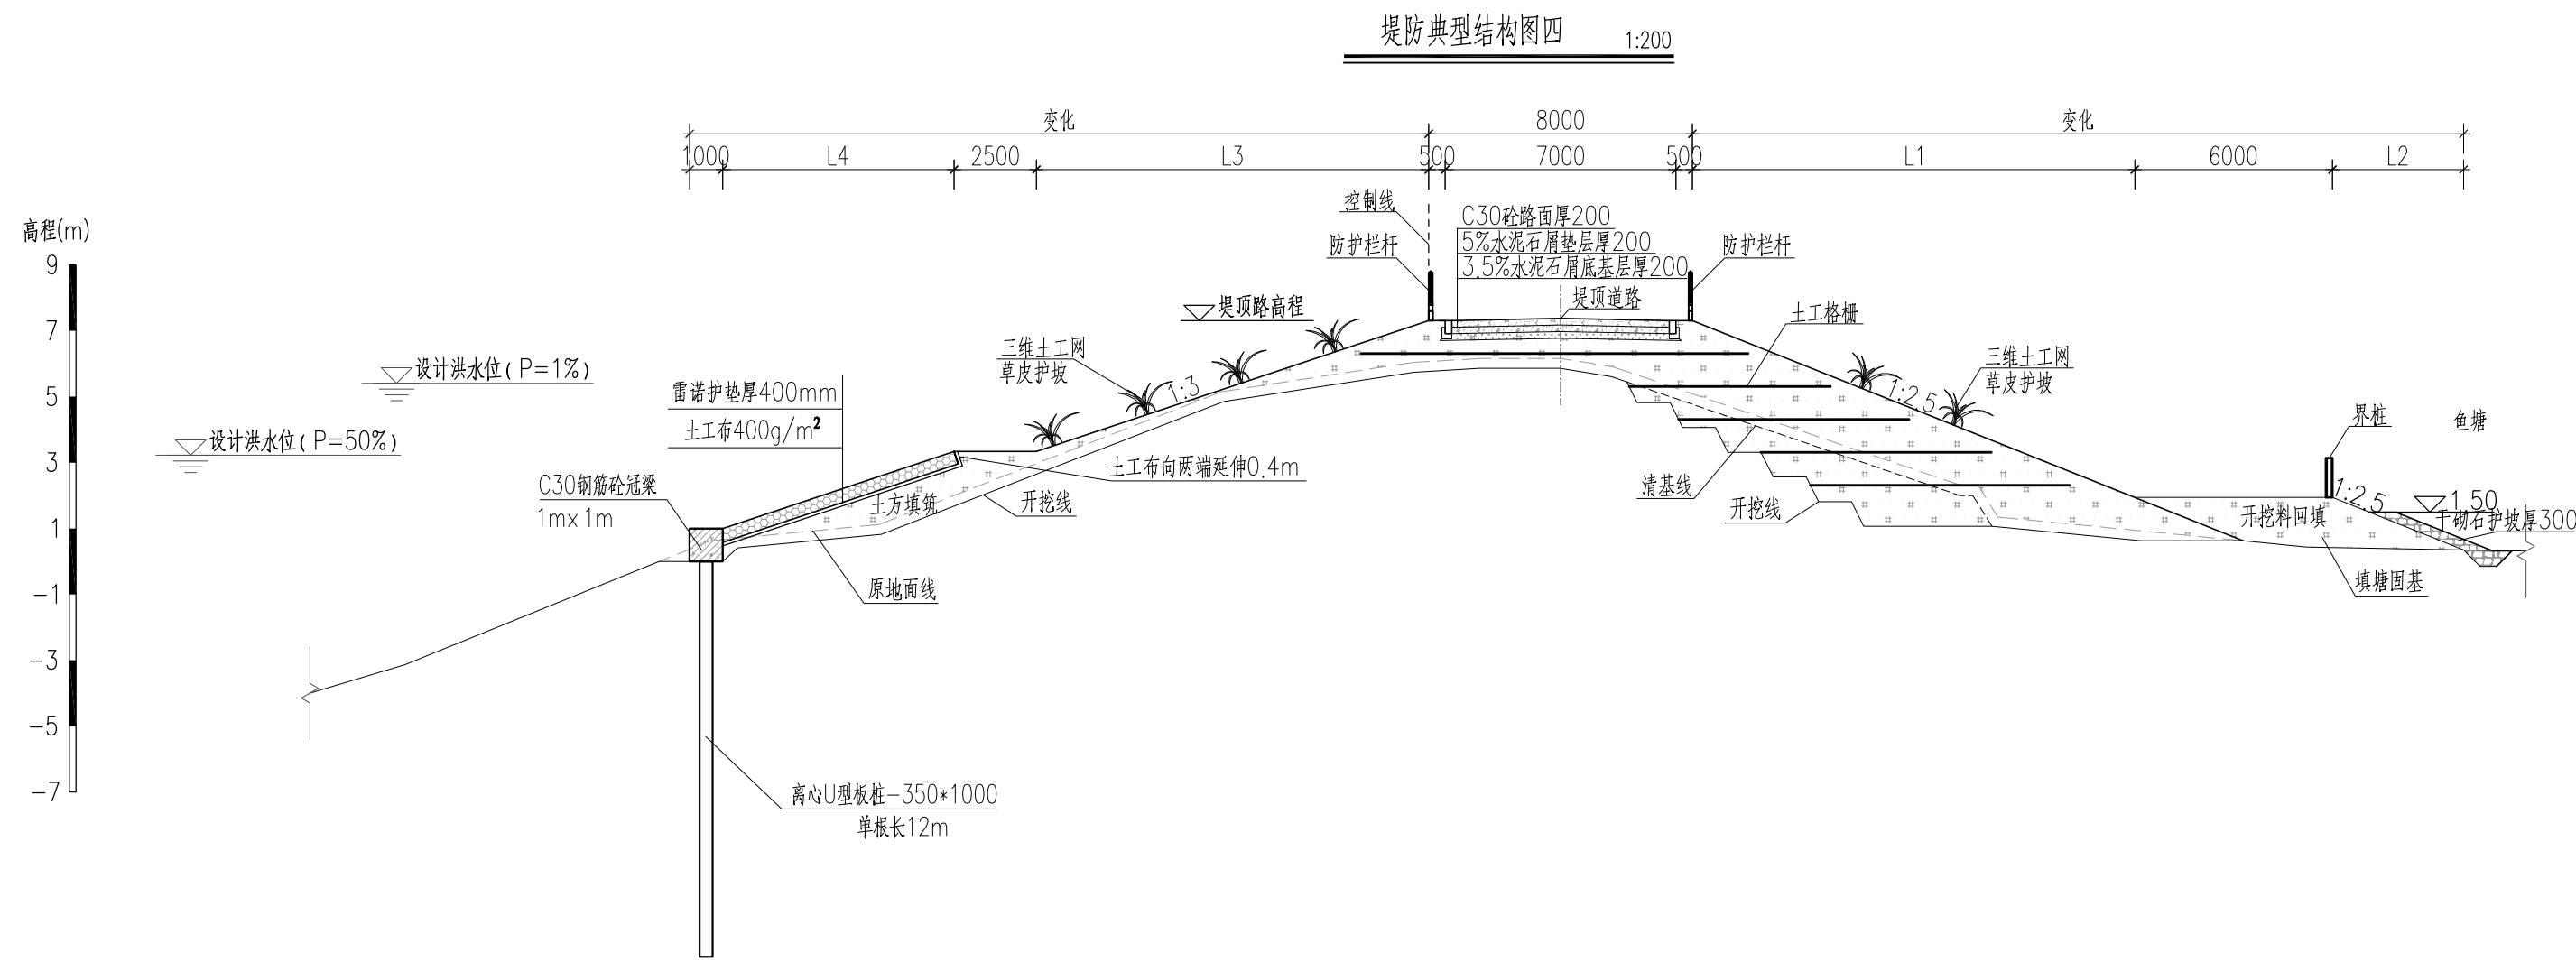 堤防典型结构图四 1:200
变化 8000 变化
1000 L4 2500 L3 500 7000 500 L1 6000 L2
控制线
C30砼路面厚200
高程(m)
防护栏杆
5%水泥石屑垫层厚200
防护栏杆
3.5%水泥石屑底基层厚200
9
堤顶路高程
堤顶道路
土工格栅
7
三维土工网
草皮护坡
三维土工网
草皮护坡
设计洪水位(P=1%)
雷诺护垫厚400mm
1:3
1:2.5
5
界桩
鱼塘
土工布400g/m²
设计洪水位(P=50%)
3
土工布向两端延伸0.4m
C30钢筋砼冠梁
1mx1m
清基线
1:2.5
1.50
土方填筑
开挖线
开挖线
开挖料回填
干砌石护坡厚300
1
原地面线
填塘固基
-1
-3
-5
-7
离心U型板桩-350*1000
单根长12m